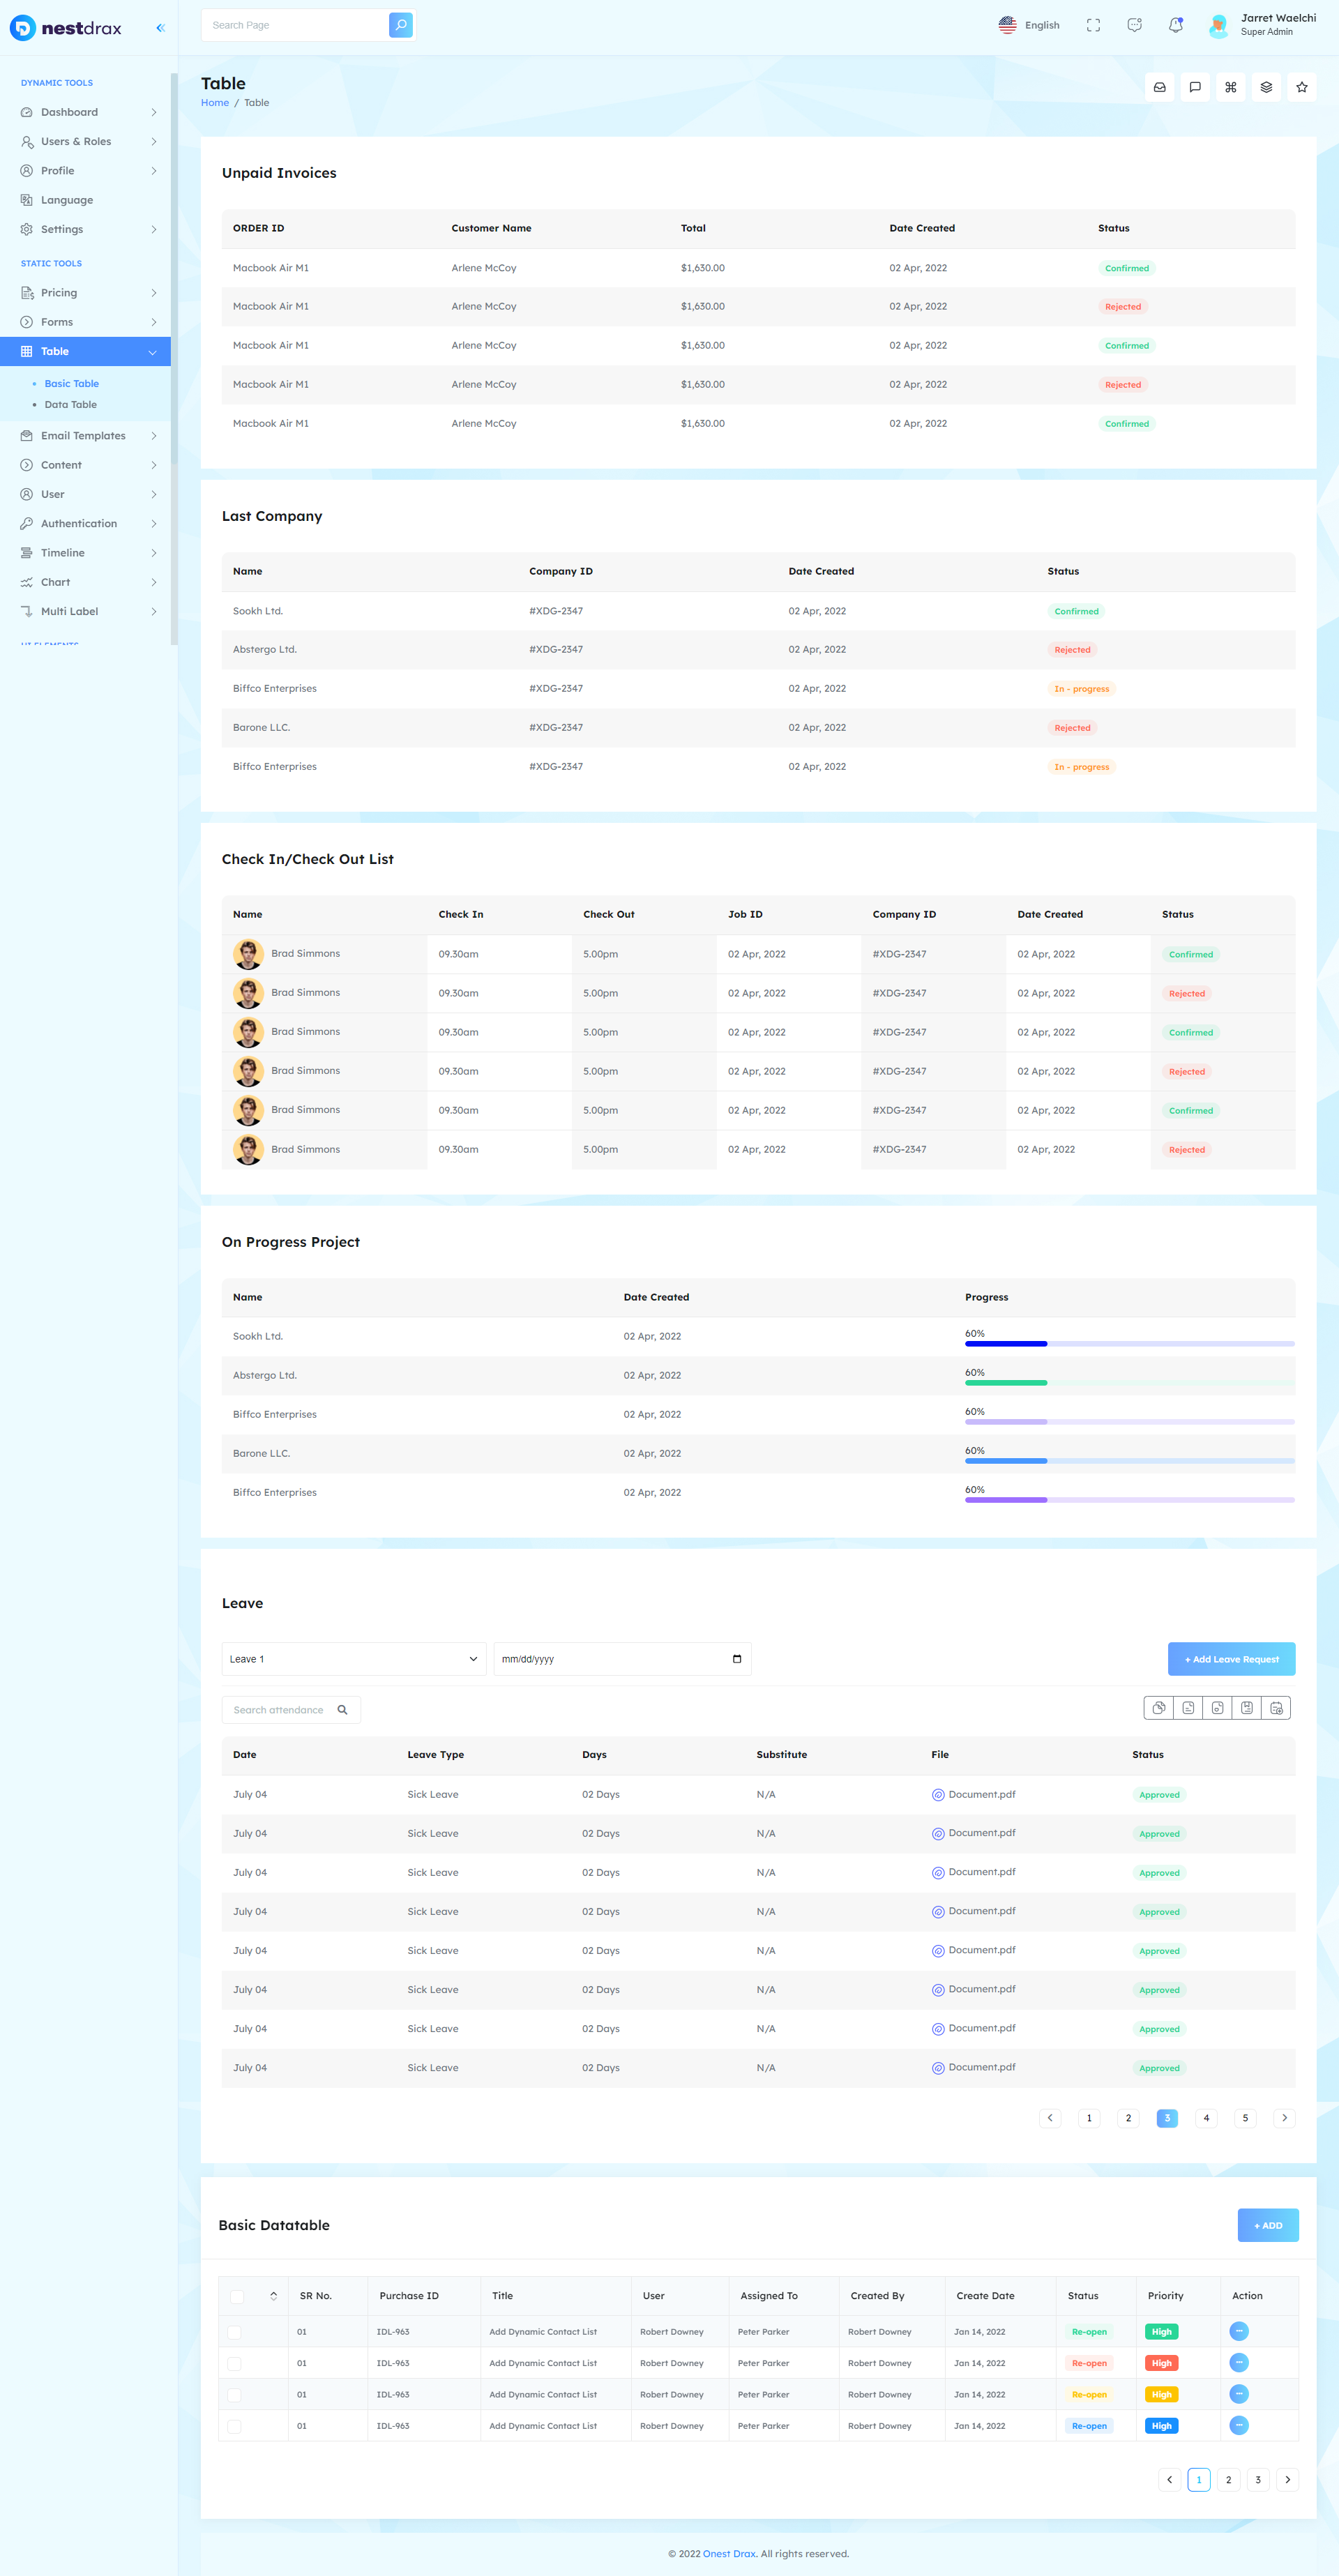 nestdrax
Search Page
English
Jarret Waelchi
Super Admin
DYNAMIC TOOLS
Dashboard
Users & Roles
Profile
Language
Settings
STATIC TOOLS
Pricing
Forms
Table
Basic Table
Data Table
Email Templates
Content
User
Authentication
Timeline
Chart
Multi Label
UI ELEMENTS
Table
Home / Table
Unpaid Invoices
ORDER ID Customer Name Total Date Created Status
Macbook Air M1 Arlene McCoy $1,630.00 02 Apr, 2022 Confirmed
Macbook Air M1 Arlene McCoy $1,630.00 02 Apr, 2022 Rejected
Macbook Air M1 Arlene McCoy $1,630.00 02 Apr, 2022 Confirmed
Macbook Air M1 Arlene McCoy $1,630.00 02 Apr, 2022 Rejected
Macbook Air M1 Arlene McCoy $1,630.00 02 Apr, 2022 Confirmed
Last Company
Name Company ID Date Created Status
Sookh Ltd. #XDG-2347 02 Apr, 2022 Confirmed
Abstergo Ltd. #XDG-2347 02 Apr, 2022 Rejected
Biffco Enterprises #XDG-2347 02 Apr, 2022 In - progress
Barone LLC. #XDG-2347 02 Apr, 2022 Rejected
Biffco Enterprises #XDG-2347 02 Apr, 2022 In - progress
Check In/Check Out List
Name Check In Check Out Job ID Company ID Date Created Status
Brad Simmons 09.30am 5.00pm 02 Apr, 2022 #XDG-2347 02 Apr, 2022 Confirmed
Brad Simmons 09.30am 5.00pm 02 Apr, 2022 #XDG-2347 02 Apr, 2022 Rejected
Brad Simmons 09.30am 5.00pm 02 Apr, 2022 #XDG-2347 02 Apr, 2022 Confirmed
Brad Simmons 09.30am 5.00pm 02 Apr, 2022 #XDG-2347 02 Apr, 2022 Rejected
Brad Simmons 09.30am 5.00pm 02 Apr, 2022 #XDG-2347 02 Apr, 2022 Confirmed
Brad Simmons 09.30am 5.00pm 02 Apr, 2022 #XDG-2347 02 Apr, 2022 Rejected
On Progress Project
Name Date Created Progress
Sookh Ltd. 02 Apr, 2022 60%
Abstergo Ltd. 02 Apr, 2022 60%
Biffco Enterprises 02 Apr, 2022 60%
Barone LLC. 02 Apr, 2022 60%
Biffco Enterprises 02 Apr, 2022 60%
Leave
Leave 1 mm/dd/yyyy + Add Leave Request
Search attendance
Date Leave Type Days Substitute File Status
July 04 Sick Leave 02 Days N/A Document.pdf Approved
July 04 Sick Leave 02 Days N/A Document.pdf Approved
July 04 Sick Leave 02 Days N/A Document.pdf Approved
July 04 Sick Leave 02 Days N/A Document.pdf Approved
July 04 Sick Leave 02 Days N/A Document.pdf Approved
July 04 Sick Leave 02 Days N/A Document.pdf Approved
July 04 Sick Leave 02 Days N/A Document.pdf Approved
July 04 Sick Leave 02 Days N/A Document.pdf Approved
1 2 3 4 5
Basic Datatable + ADD
SR No. Purchase ID Title User Assigned To Created By Create Date Status Priority Action
01 IDL-963 Add Dynamic Contact List Robert Downey Peter Parker Robert Downey Jan 14, 2022 Re-open High
01 IDL-963 Add Dynamic Contact List Robert Downey Peter Parker Robert Downey Jan 14, 2022 Re-open High
01 IDL-963 Add Dynamic Contact List Robert Downey Peter Parker Robert Downey Jan 14, 2022 Re-open High
01 IDL-963 Add Dynamic Contact List Robert Downey Peter Parker Robert Downey Jan 14, 2022 Re-open High
1 2 3
© 2022 Onest Drax. All rights reserved.